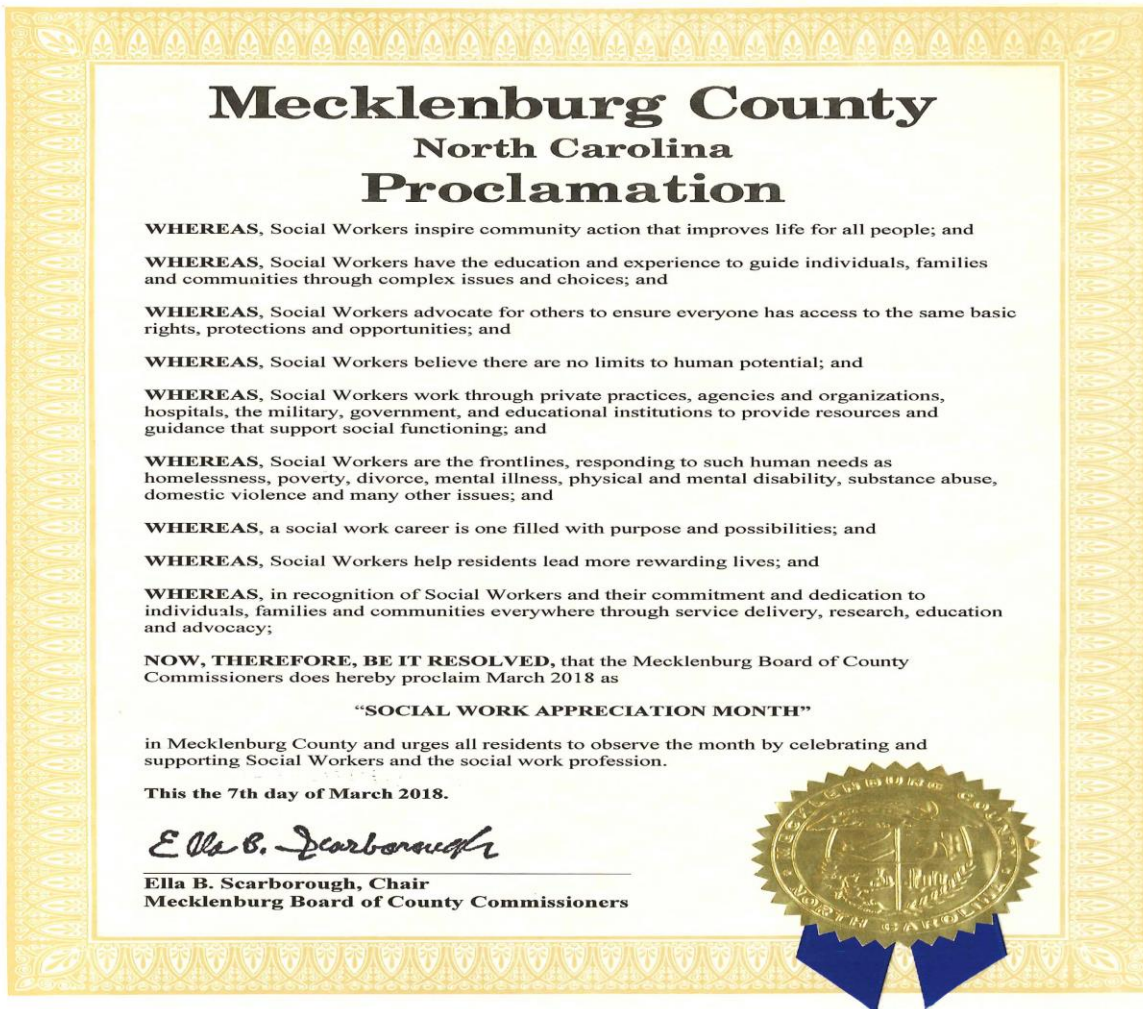 Mecklenburg County
North Carolina
Proclamation
WHEREAS, Social Workers inspire community action that improves life for all people; and
WHEREAS, Social Workers have the education and experience to guide individuals, families
and communities through complex issues and choices; and
WHEREAS, Social Workers advocate for others to ensure everyone has access to the same basic
rights, protections and opportunities; and
WHEREAS, Social Workers believe there are no limits to human potential; and
WHEREAS, Social Workers work through private practices, agencies and organizations,
hospitals, the military, government, and educational institutions to provide resources and
guidance that support social functioning; and
WHEREAS, Social Workers are the frontlines, responding to such human needs as
homelessness, poverty, divorce, mental illness, physical and mental disability, substance abuse,
domestic violence and many other issues; and
WHEREAS, a social work career is one filled with purpose and possibilities; and
WHEREAS, Social Workers help residents lead more rewarding lives; and
WHEREAS, in recognition of Social Workers and their commitment and dedication to
individuals, families and communities everywhere through service delivery, research, education
and advocacy;
NOW, THEREFORE, BE IT RESOLVED, that the Mecklenburg Board of County
Commissioners does hereby proclaim March 2018 as
“SOCIAL WORK APPRECIATION MONTH”
in Mecklenburg County and urges all residents to observe the month by celebrating and
supporting Social Workers and the social work profession.
This the 7th day of March 2018.
Ella B. Scarborough
Ella B. Scarborough, Chair
Mecklenburg Board of County Commissioners
MECKLENBURG COUNTY
NORTH CAROLINA